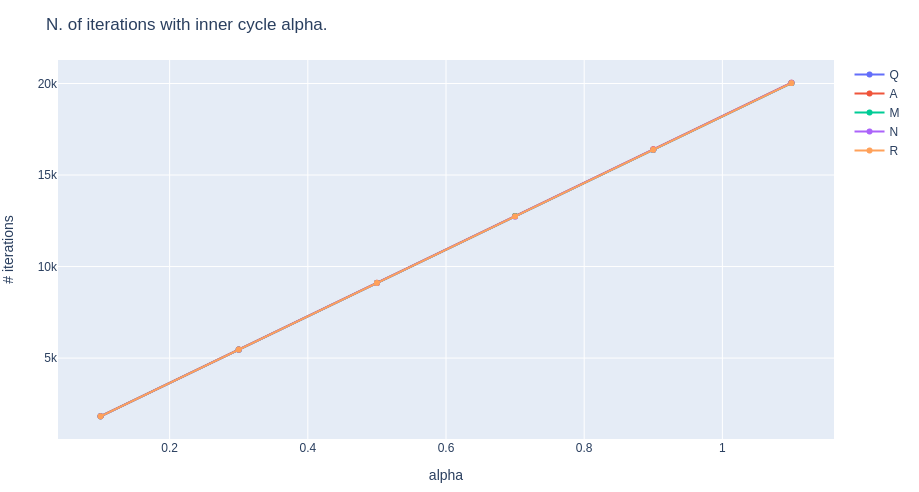 N. of iterations with inner cycle alpha.
20k
15k
10k
5k
# iterations
0.2
0.4
0.6
0.8
1
alpha
Q
A
M
N
R